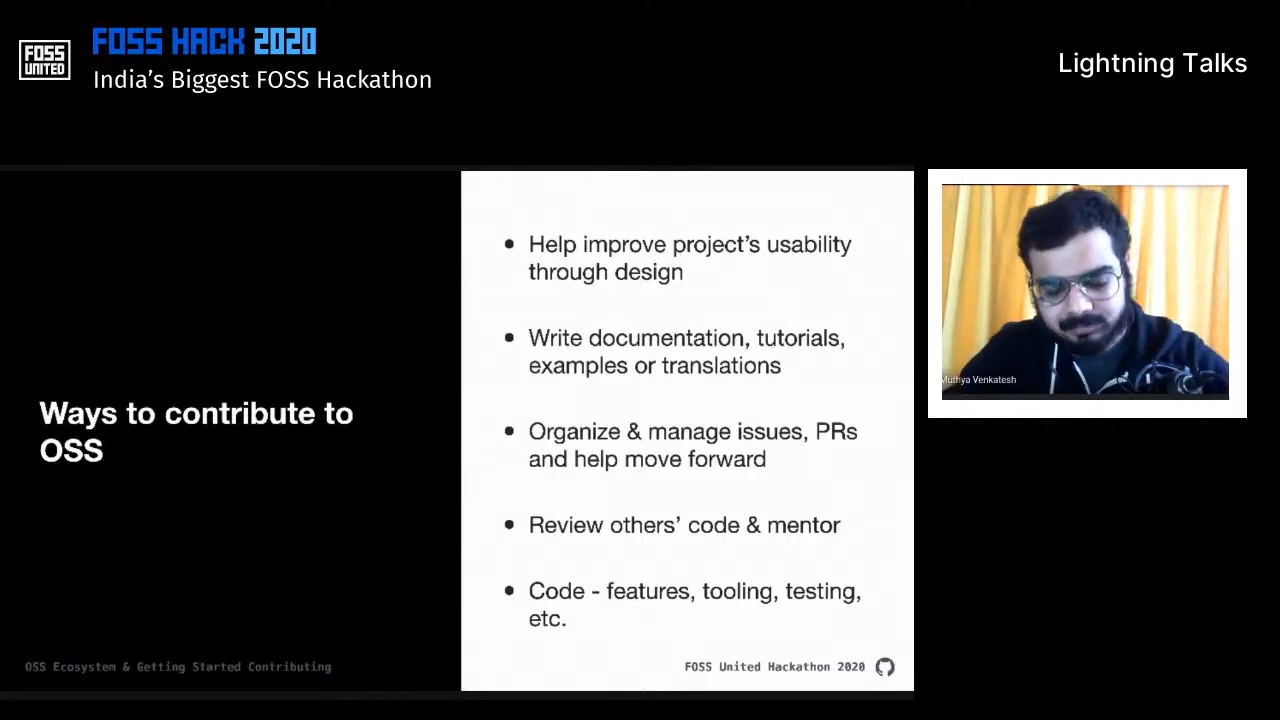 FOSS UNITED
FOSS HACK 2020
India’s Biggest FOSS Hackathon
Lightning Talks
Ways to contribute to
OSS
• Help improve project’s usability
through design
• Write documentation, tutorials,
examples or translations
• Organize & manage issues, PRs
and help move forward
• Review others’ code & mentor
• Code - features, tooling, testing,
etc.
OSS Ecosystem & Getting Started Contributing
FOSS United Hackathon 2020
Muthya Venkatesh